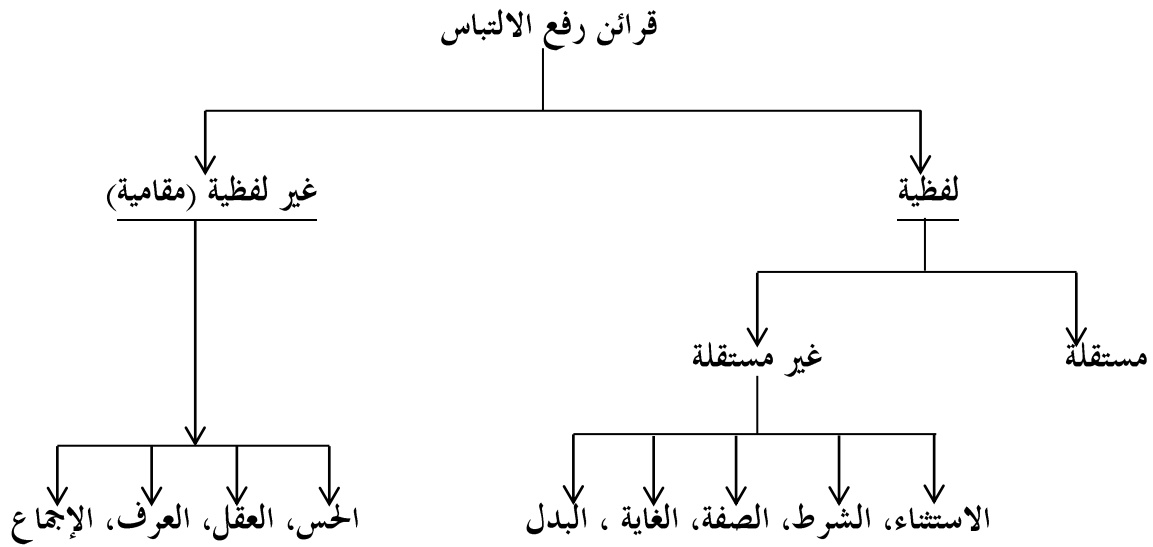 قرائن رفع الالتباس
لفظية
غير لفظية (مقامية)
مستقلة
غير مستقلة
الاستثناء، الشرط، الصفة، الغاية ، البدل
الحس، العقل، العرف، الإجماع